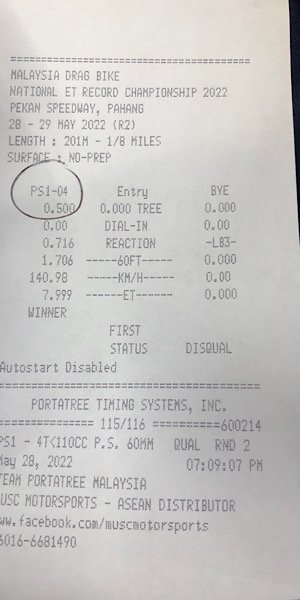 ==========================================
MALAYSIA DRAG BIKE
NATIONAL ET RECORD CHAMPIONSHIP 2022
PEKAN SPEEDWAY, PAHANG
28 - 29 MAY 2022 (R2)
LENGTH : 201M - 1/8 MILES
SURFACE : NO-PREP
PS1-04 Entry BYE
0.500 0.000 TREE 0.000
0.00 DIAL-IN 0.00
0.716 REACTION -LB3-
1.706 -----60FT----- 0.000
140.98 -----KM/H----- 0.00
7.999 ------ET------ 0.000
WINNER
FIRST
STATUS DISQUAL
Autostart Disabled
==========================================
PORTATREE TIMING SYSTEMS, INC.
================ 115/116 ==========600214
PS1 - 4T<110CC P.S. 60MM QUAL RND 2
May 28, 2022 07:09:07 PM
TEAM PORTATREE MALAYSIA
MUSC MOTORSPORTS - ASEAN DISTRIBUTOR
www.facebook.com/muscmotorsports
6016-6681490